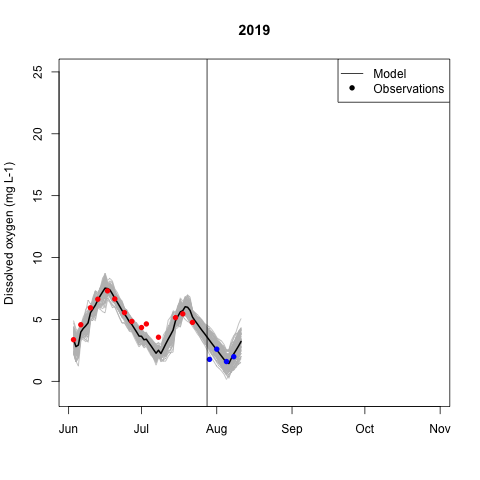 2019
Model
Observations
Dissolved oxygen (mg L-1)
25
20
15
10
5
0
Jun Jul Aug Sep Oct Nov